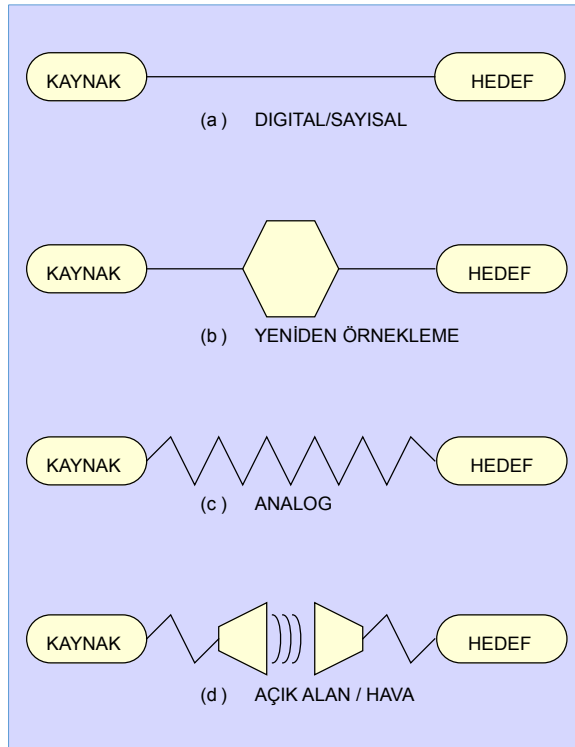 KAYNAK HEDEF
(a ) DIGITAL/SAYISAL
KAYNAK HEDEF
(b ) YENİDEN ÖRNEKLEME
KAYNAK HEDEF
(c ) ANALOG
KAYNAK HEDEF
(d ) AÇIK ALAN / HAVA